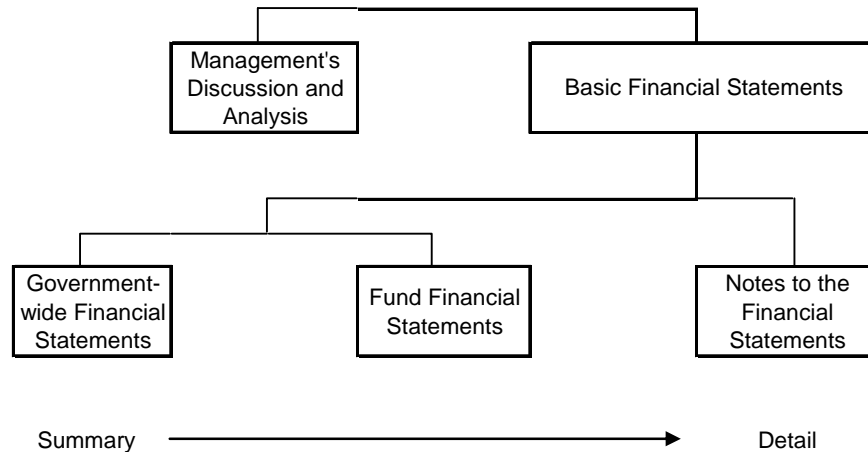 Management's
Discussion and
Analysis
Basic Financial Statements
Government-
wide Financial
Statements
Fund Financial
Statements
Notes to the
Financial
Statements
Summary
Detail